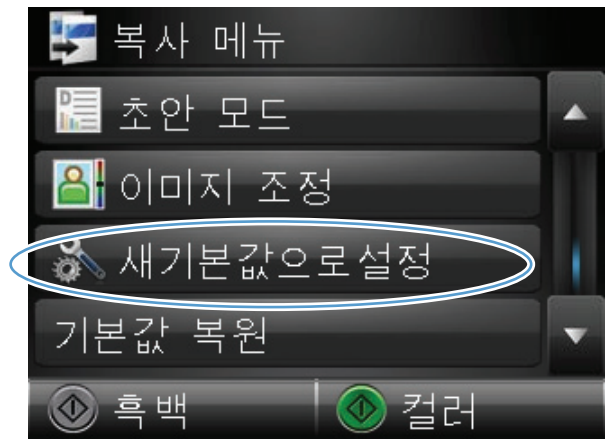 복사 메뉴
초안 모드
이미지 조정
새기본값으로설정
기본값 복원
흑백 컬러